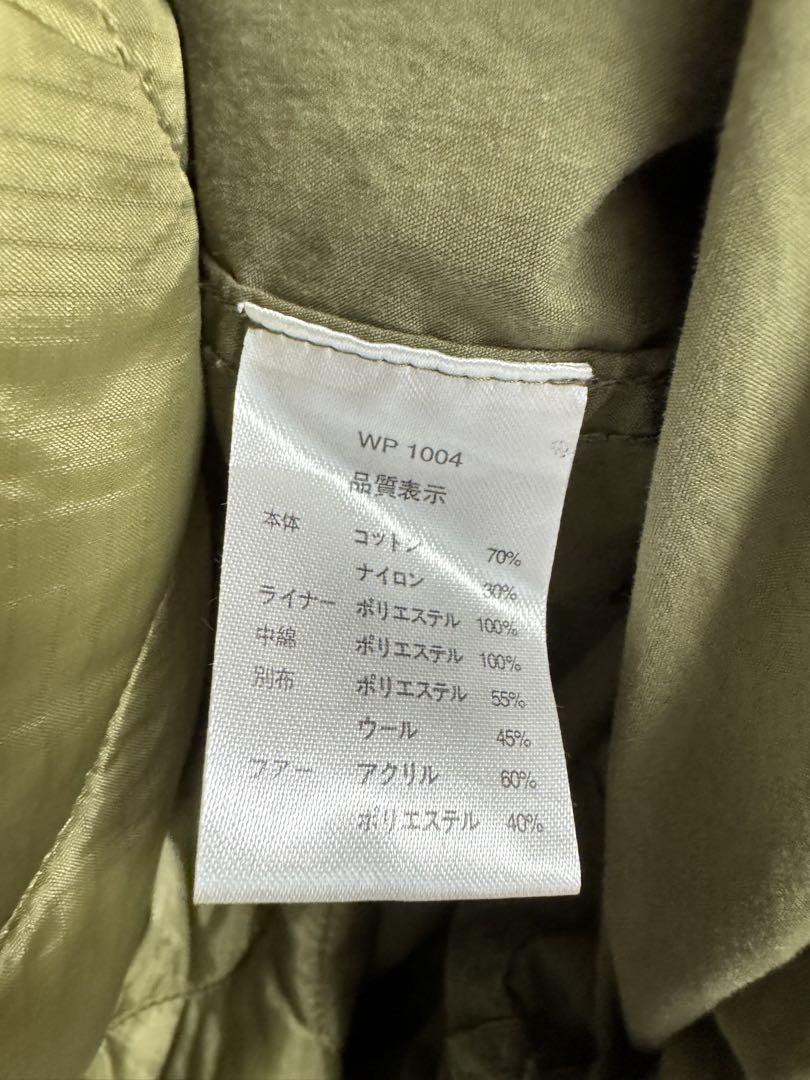 WP 1004
品質表示
本体 コットン 70%
ナイロン 30%
ライナー ポリエステル 100%
中綿 ポリエステル 100%
別布 ポリエステル 55%
ウール 45%
ファー アクリル 60%
ポリエステル 40%